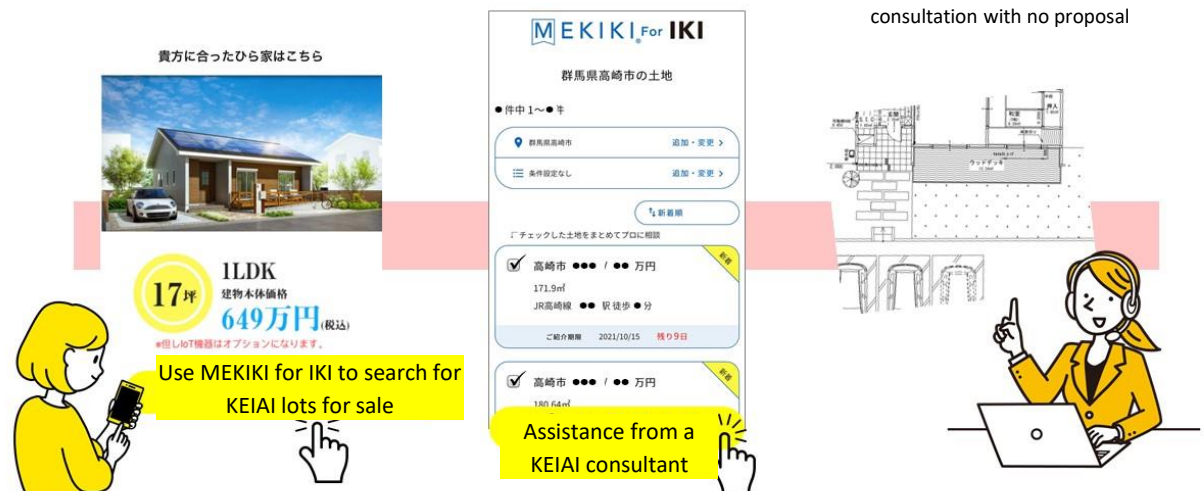 貴方に合ったひら家はこちら
17坪
1LDK
建物本体価格
649万円(税込)
※但しIoT機器はオプションになります。
Use MEKIKI for IKI to search for
KEIAI lots for sale
MEKIKI® For IKI
群馬県高崎市の土地
●件中 1~●件
群馬県高崎市 追加・変更 >
条件設定なし 追加・変更 >
新着順
チェックした土地をまとめてプロに相談
新着
高崎市 ●●● / ●● 万円
171.9㎡
JR高崎線 ●● 駅 徒歩 ● 分
ご紹介期限 2021/10/15 残り9日
新着
高崎市 ●●● / ●● 万円
180.64㎡
Assistance from a
KEIAI consultant
consultation with no proposal
玄関
和室
押入
ウッドデッキ